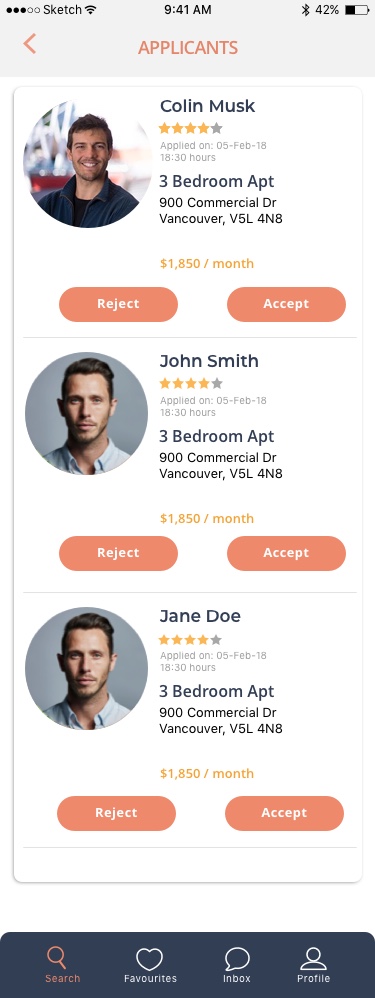 Sketch 9:41 AM 42%
APPLICANTS
Colin Musk
Applied on: 05-Feb-18
18:30 hours
3 Bedroom Apt
900 Commercial Dr
Vancouver, V5L 4N8
$1,850 / month
Reject Accept
John Smith
Applied on: 05-Feb-18
18:30 hours
3 Bedroom Apt
900 Commercial Dr
Vancouver, V5L 4N8
$1,850 / month
Reject Accept
Jane Doe
Applied on: 05-Feb-18
18:30 hours
3 Bedroom Apt
900 Commercial Dr
Vancouver, V5L 4N8
$1,850 / month
Reject Accept
Search Favourites Inbox Profile